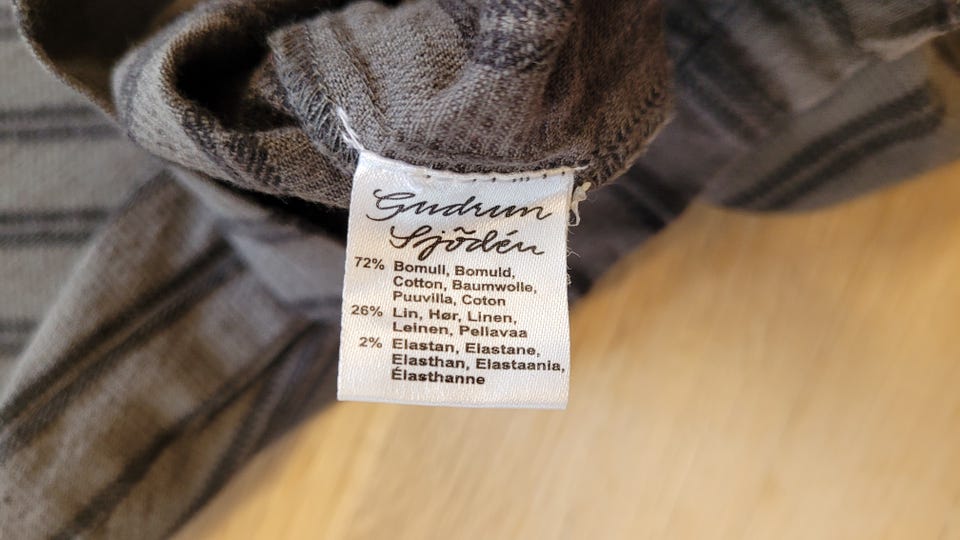 Gudrun
Sjödén
72% Bomull, Bomuld,
Cotton, Baumwolle,
Puuvilla, Coton
26% Lin, Hør, Linen,
Leinen, Pellavaa
2% Elastan, Elastane,
Elasthan, Elastaania,
Élasthanne